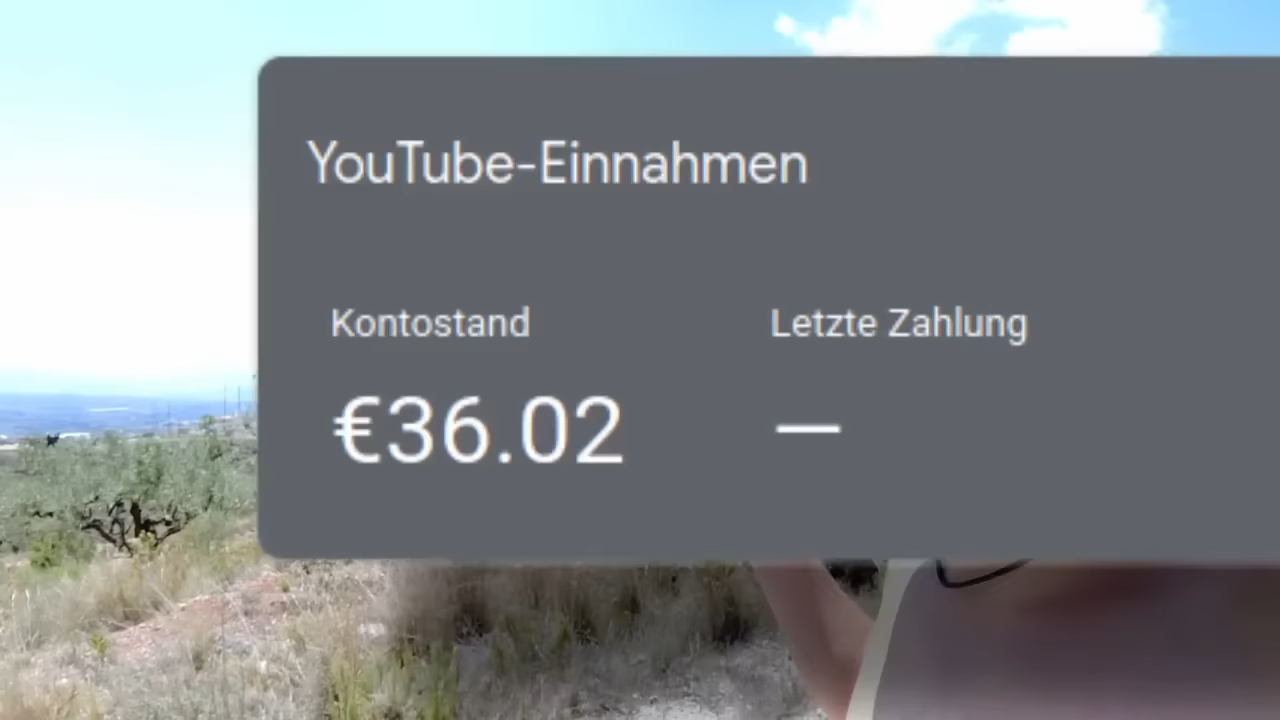 YouTube-Einnahmen
Kontostand
Letzte Zahlung
€36.02
—